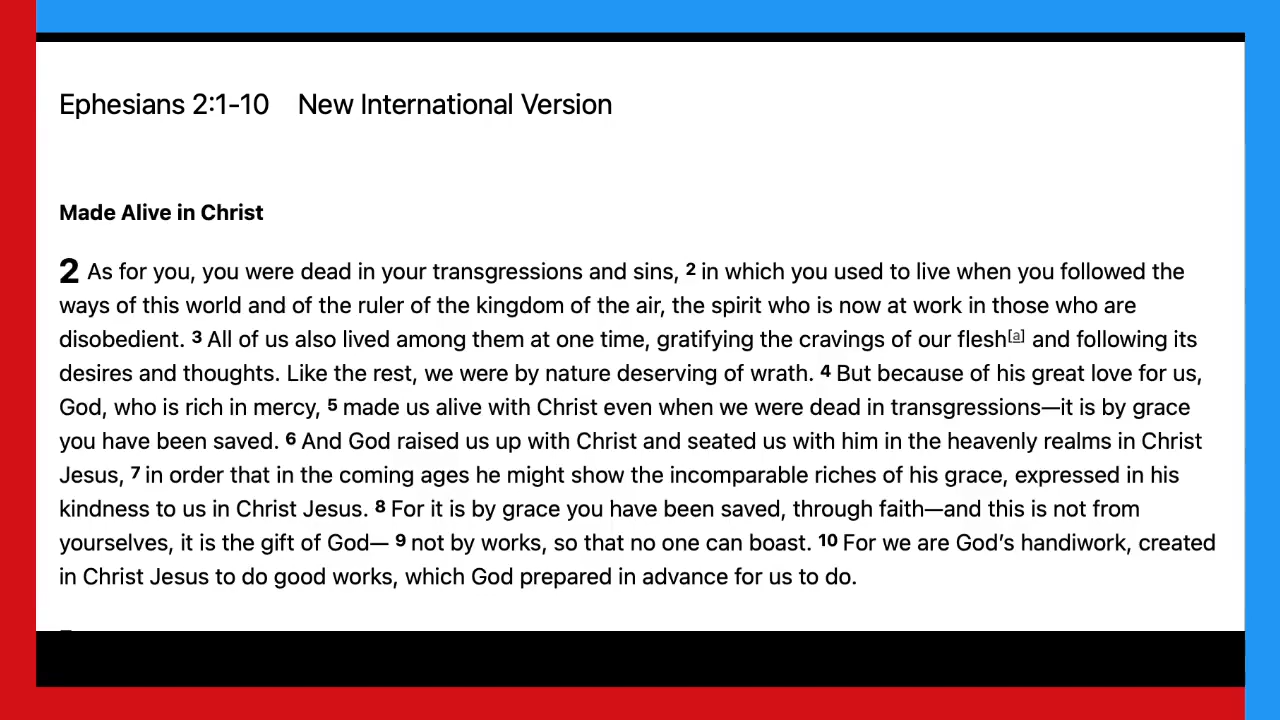 Ephesians 2:1-10 New International Version
Made Alive in Christ
2 As for you, you were dead in your transgressions and sins, 2 in which you used to live when you followed the
ways of this world and of the ruler of the kingdom of the air, the spirit who is now at work in those who are
disobedient. 3 All of us also lived among them at one time, gratifying the cravings of our flesh[a] and following its
desires and thoughts. Like the rest, we were by nature deserving of wrath. 4 But because of his great love for us,
God, who is rich in mercy, 5 made us alive with Christ even when we were dead in transgressions—it is by grace
you have been saved. 6 And God raised us up with Christ and seated us with him in the heavenly realms in Christ
Jesus, 7 in order that in the coming ages he might show the incomparable riches of his grace, expressed in his
kindness to us in Christ Jesus. 8 For it is by grace you have been saved, through faith—and this is not from
yourselves, it is the gift of God— 9 not by works, so that no one can boast. 10 For we are God’s handiwork, created
in Christ Jesus to do good works, which God prepared in advance for us to do.